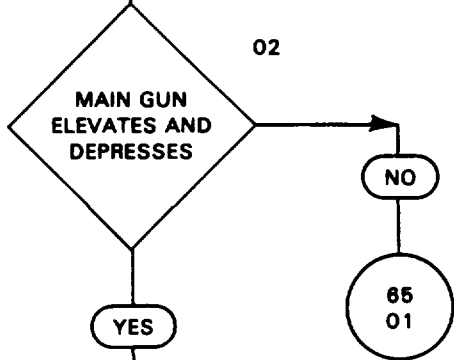 02
MAIN GUN
ELEVATES AND
DEPRESSES
NO
65
01
YES